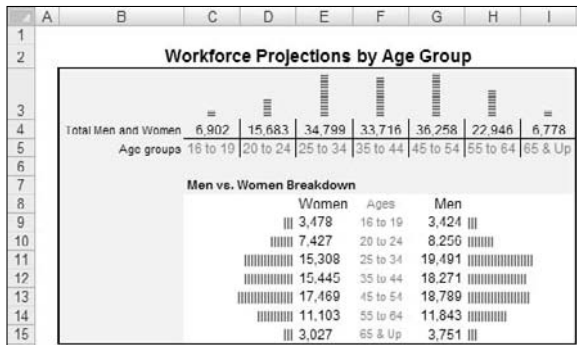 A B C D E F G H I
1
2 Workforce Projections by Age Group
3
4 Total Men and Women 6,902 15,683 34,799 33,716 36,258 22,946 6,778
5 Age groups 16 to 19 20 to 24 25 to 34 35 to 44 45 to 54 55 to 64 65 & Up
6
7 Men vs. Women Breakdown
8 Women Ages Men
9 3,478 16 to 19 3,424
10 7,427 20 to 24 8,256
11 15,308 25 to 34 19,491
12 15,445 35 to 44 18,271
13 17,469 45 to 54 18,789
14 11,103 55 to 64 11,843
15 3,027 65 & Up 3,751